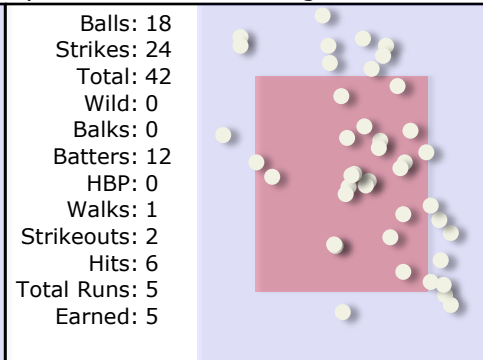 Balls: 18
Strikes: 24
Total: 42
Wild: 0
Balks: 0
Batters: 12
HBP: 0
Walks: 1
Strikeouts: 2
Hits: 6
Total Runs: 5
Earned: 5